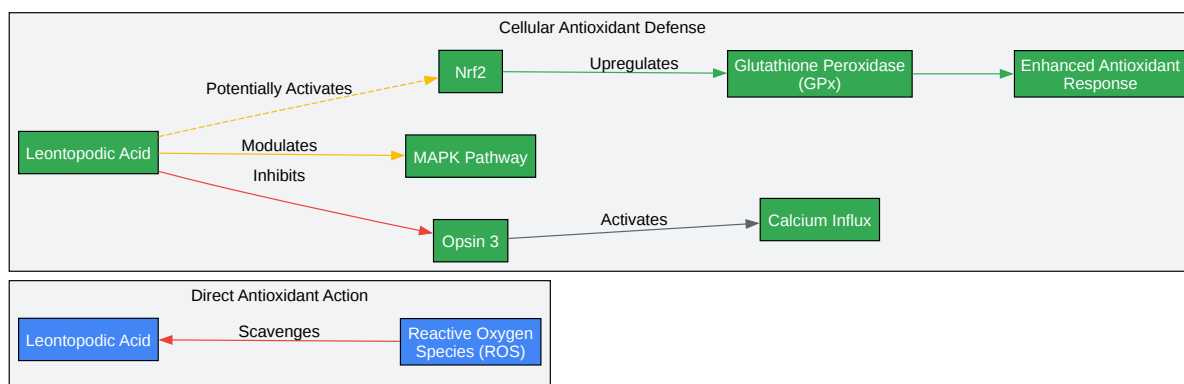 Cellular Antioxidant Defense
Potentially Activates
Nrf2
Upregulates
Glutathione Peroxidase
(GPx)
Enhanced Antioxidant
Response
Leontopodic Acid
Modulates
MAPK Pathway
Inhibits
Opsin 3
Activates
Calcium Influx
Direct Antioxidant Action
Leontopodic Acid
Scavenges
Reactive Oxygen
Species (ROS)